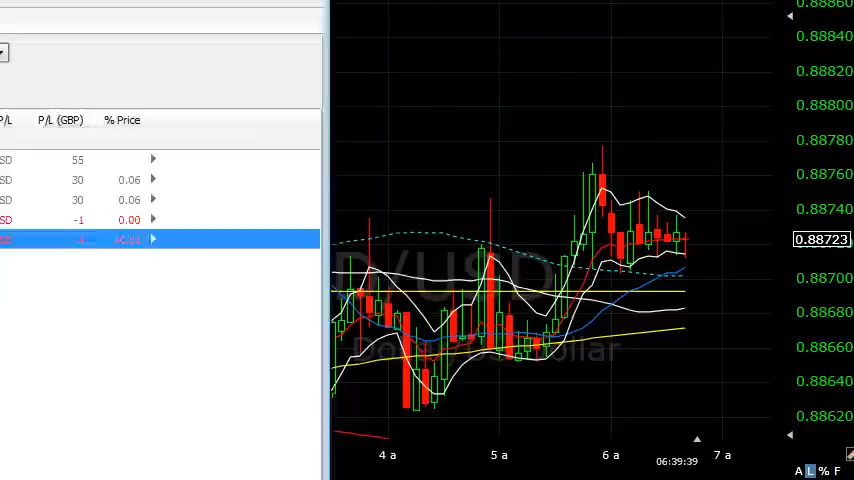 P/L P/L (GBP) % Price
SD 55
SD 30 0.06
SD 30 0.06
SD -1 0.00
SD
D/USD
Dollar
0.88860
0.88840
0.88820
0.88800
0.88780
0.88760
0.88740
0.88723
0.88700
0.88680
0.88660
0.88640
0.88620
4 a 5 a 6 a 7 a
06:39:39
A L % F